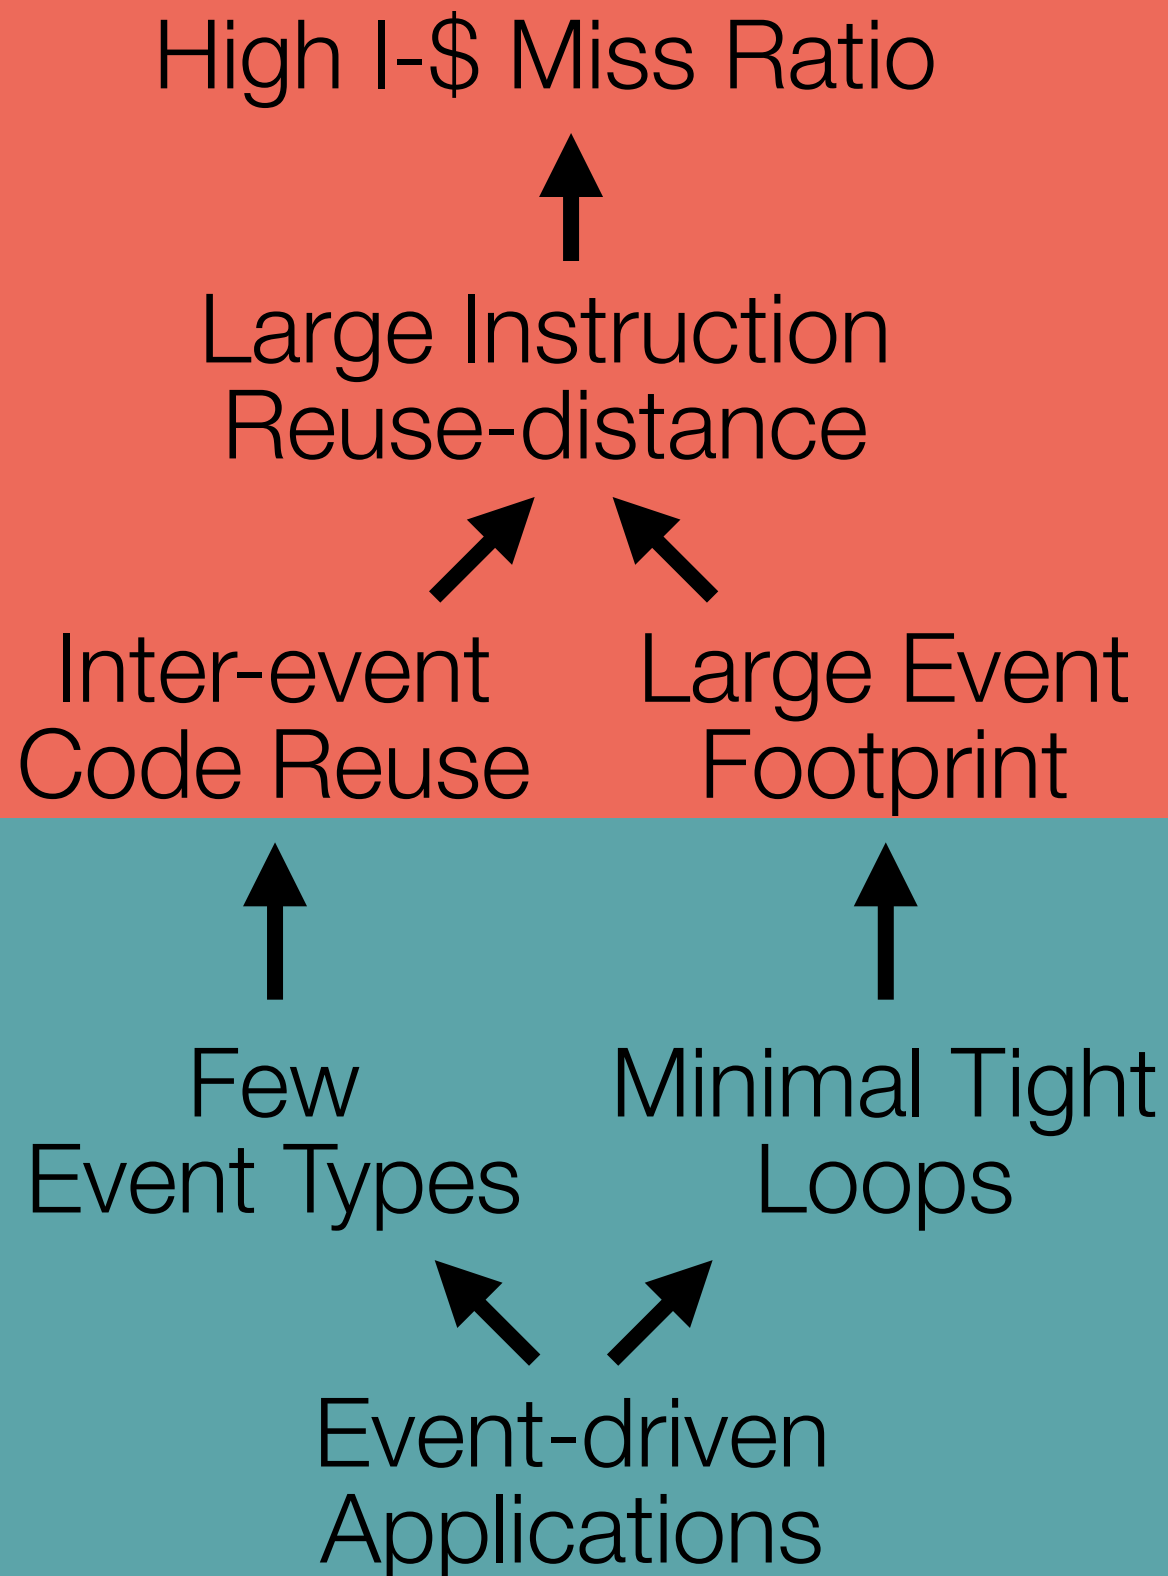 High I-$ Miss Ratio
Large Instruction
Reuse-distance
Inter-event
Code Reuse
Large Event
Footprint
Few
Event Types
Minimal Tight
Loops
Event-driven
Applications